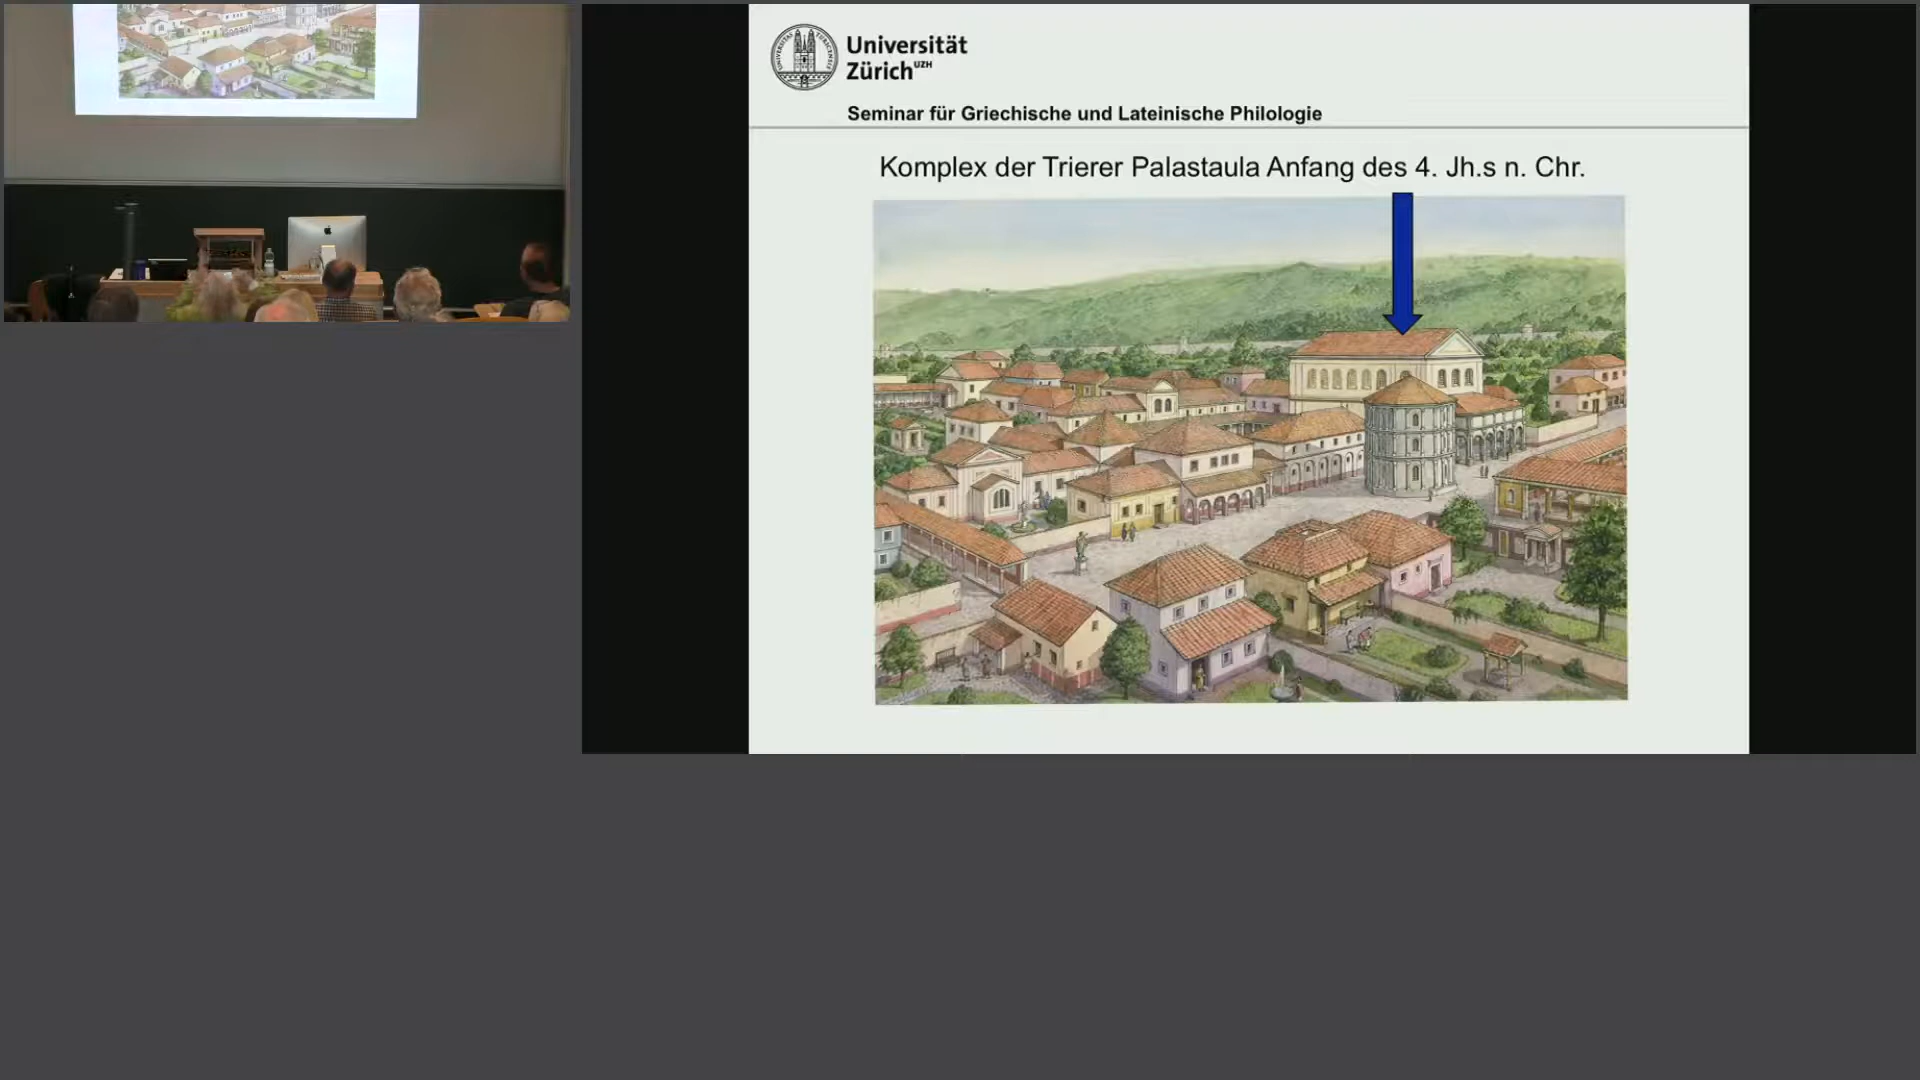 Universität
Zürich UZH
Seminar für Griechische und Lateinische Philologie
Komplex der Trierer Palastaula Anfang des 4. Jh.s n. Chr.